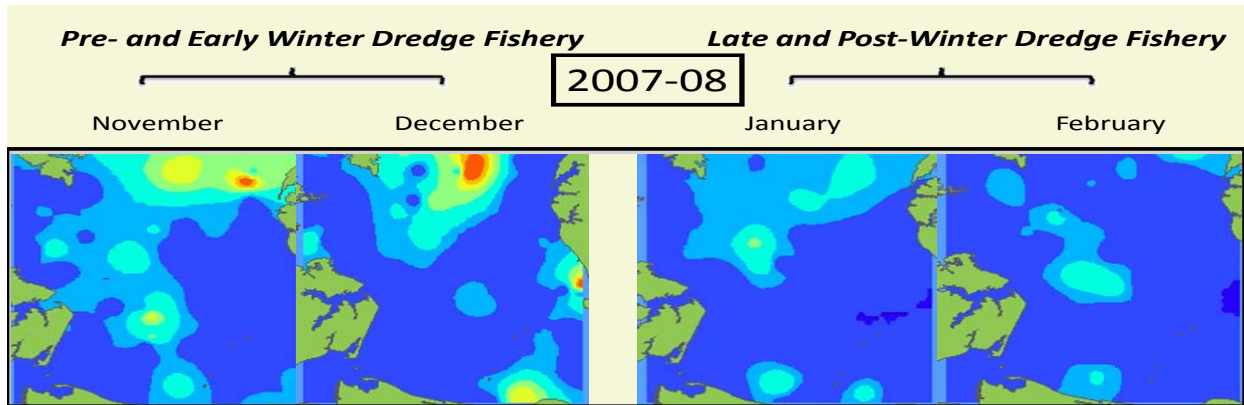 Pre- and Early Winter Dredge Fishery
Late and Post-Winter Dredge Fishery
2007-08
November
December
January
February